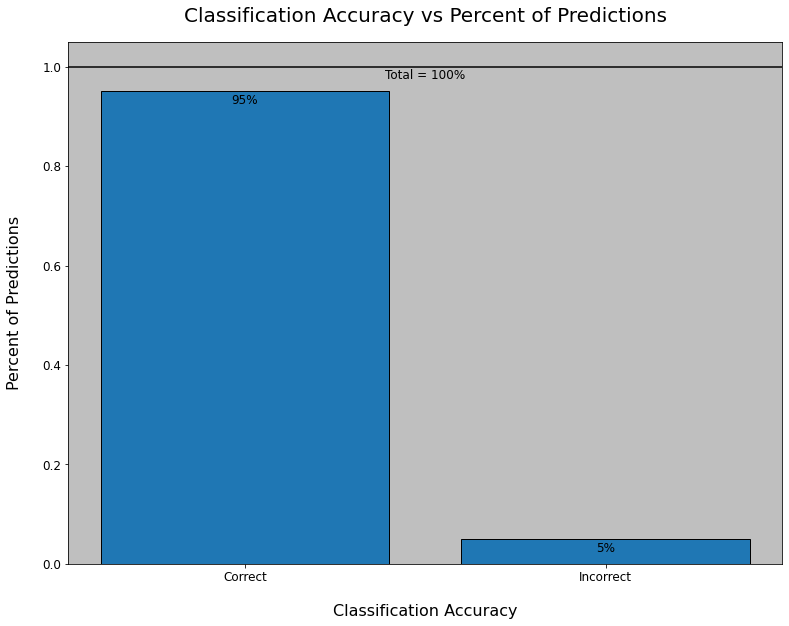 Classification Accuracy vs Percent of Predictions
1.0
Total = 100%
95%
0.8
0.6
Percent of Predictions
0.4
0.2
5%
0.0
Correct
Incorrect
Classification Accuracy